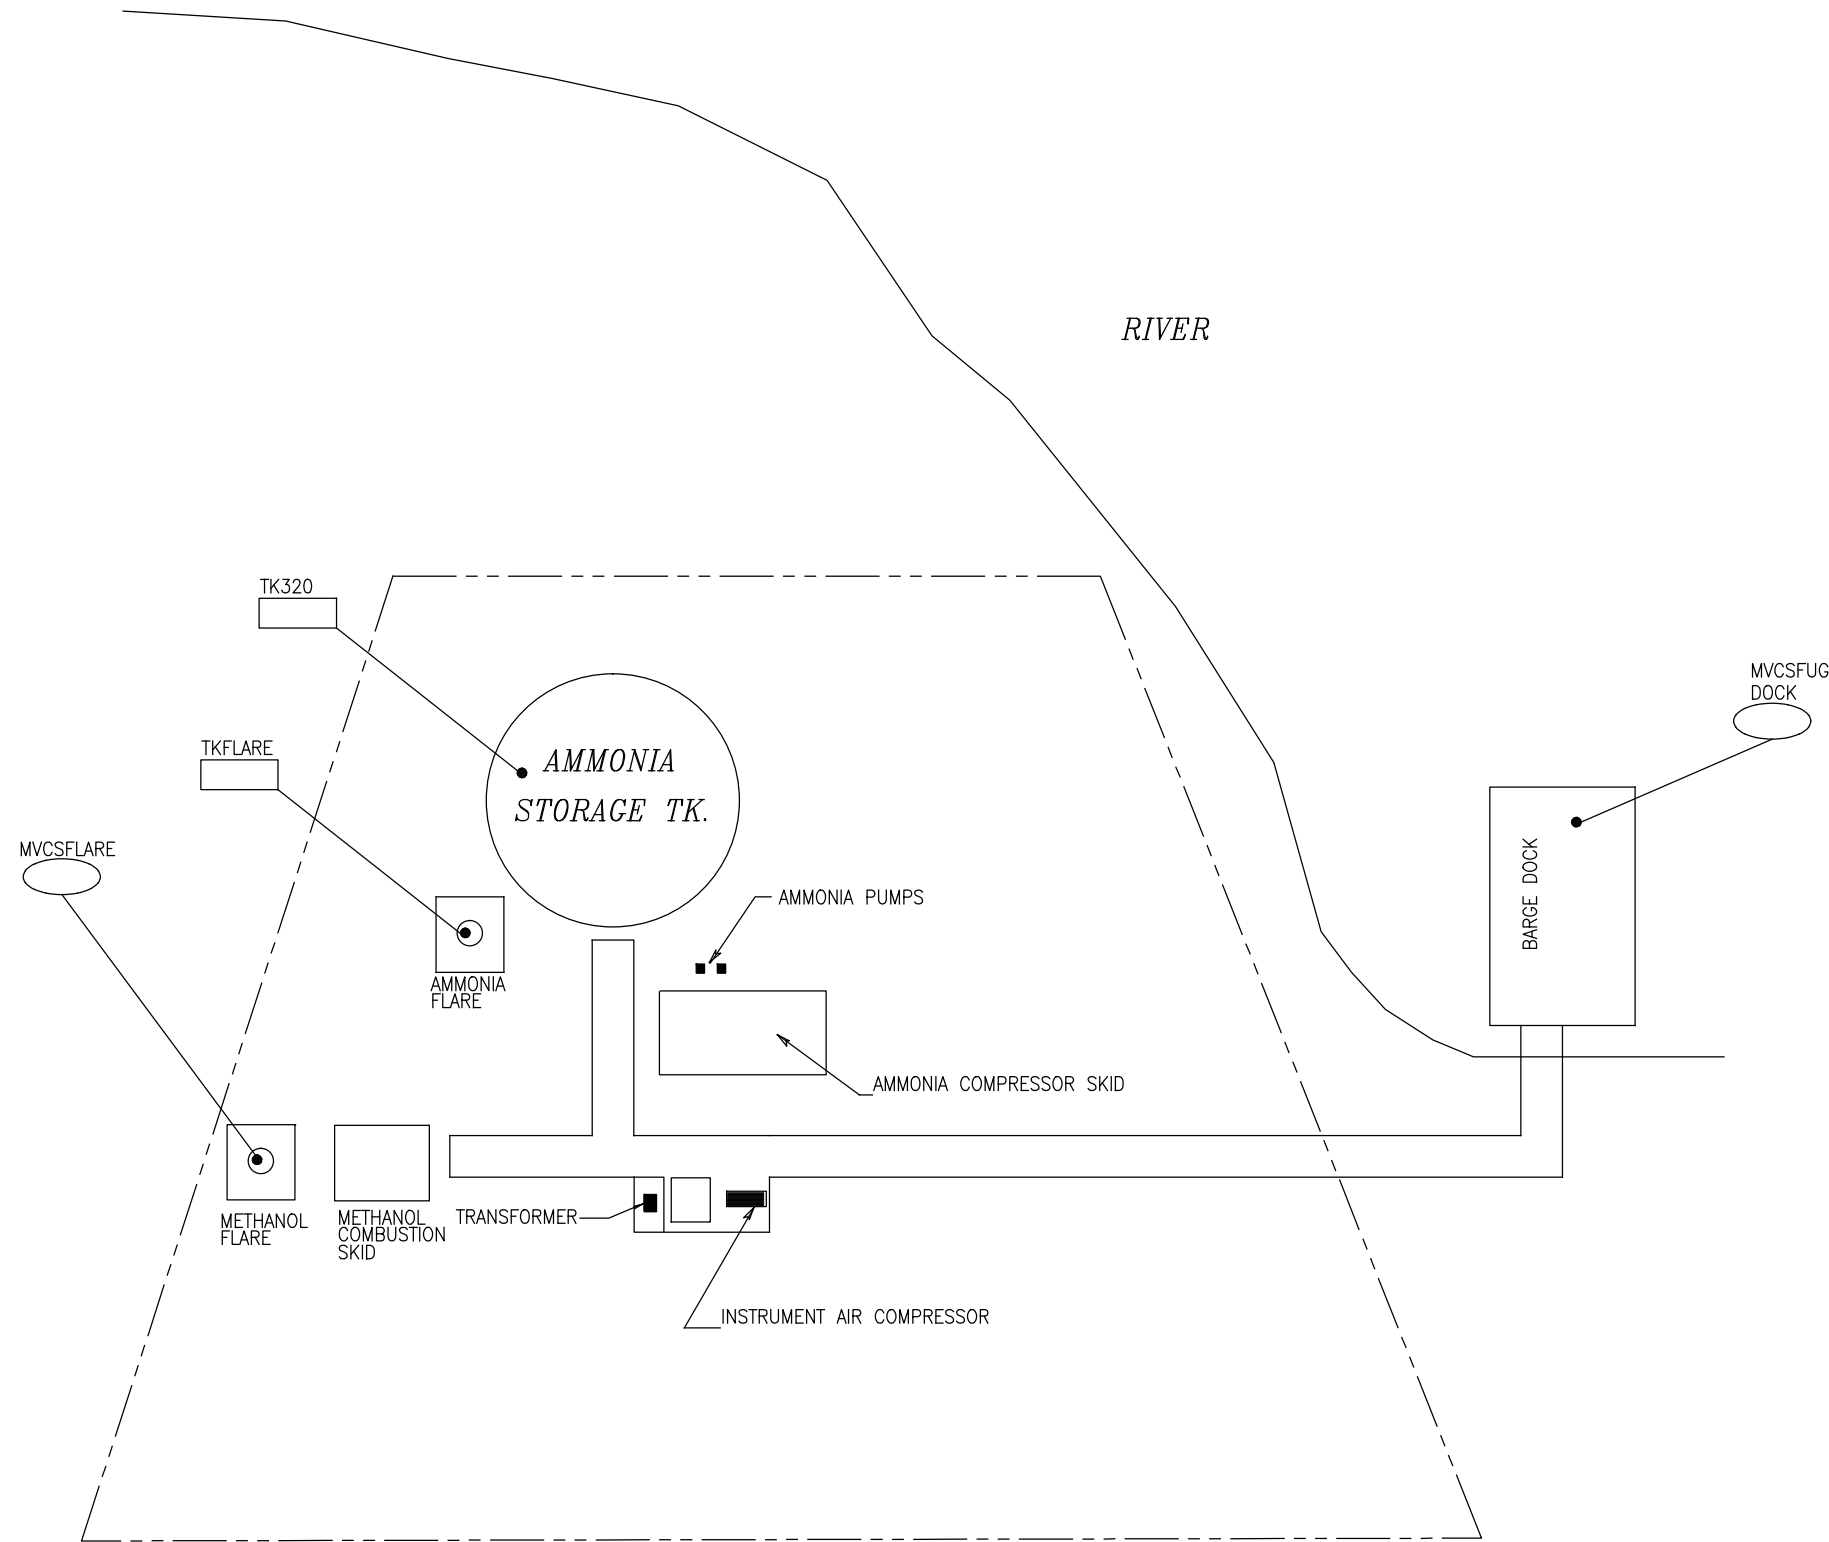 RIVER
TK320
MVCSFUG
DOCK
TKFLARE
AMMONIA
STORAGE TK.
MVCSFLARE
BARGE DOCK
AMMONIA PUMPS
AMMONIA
FLARE
AMMONIA COMPRESSOR SKID
METHANOL
FLARE
METHANOL
COMBUSTION
SKID
TRANSFORMER
INSTRUMENT AIR COMPRESSOR